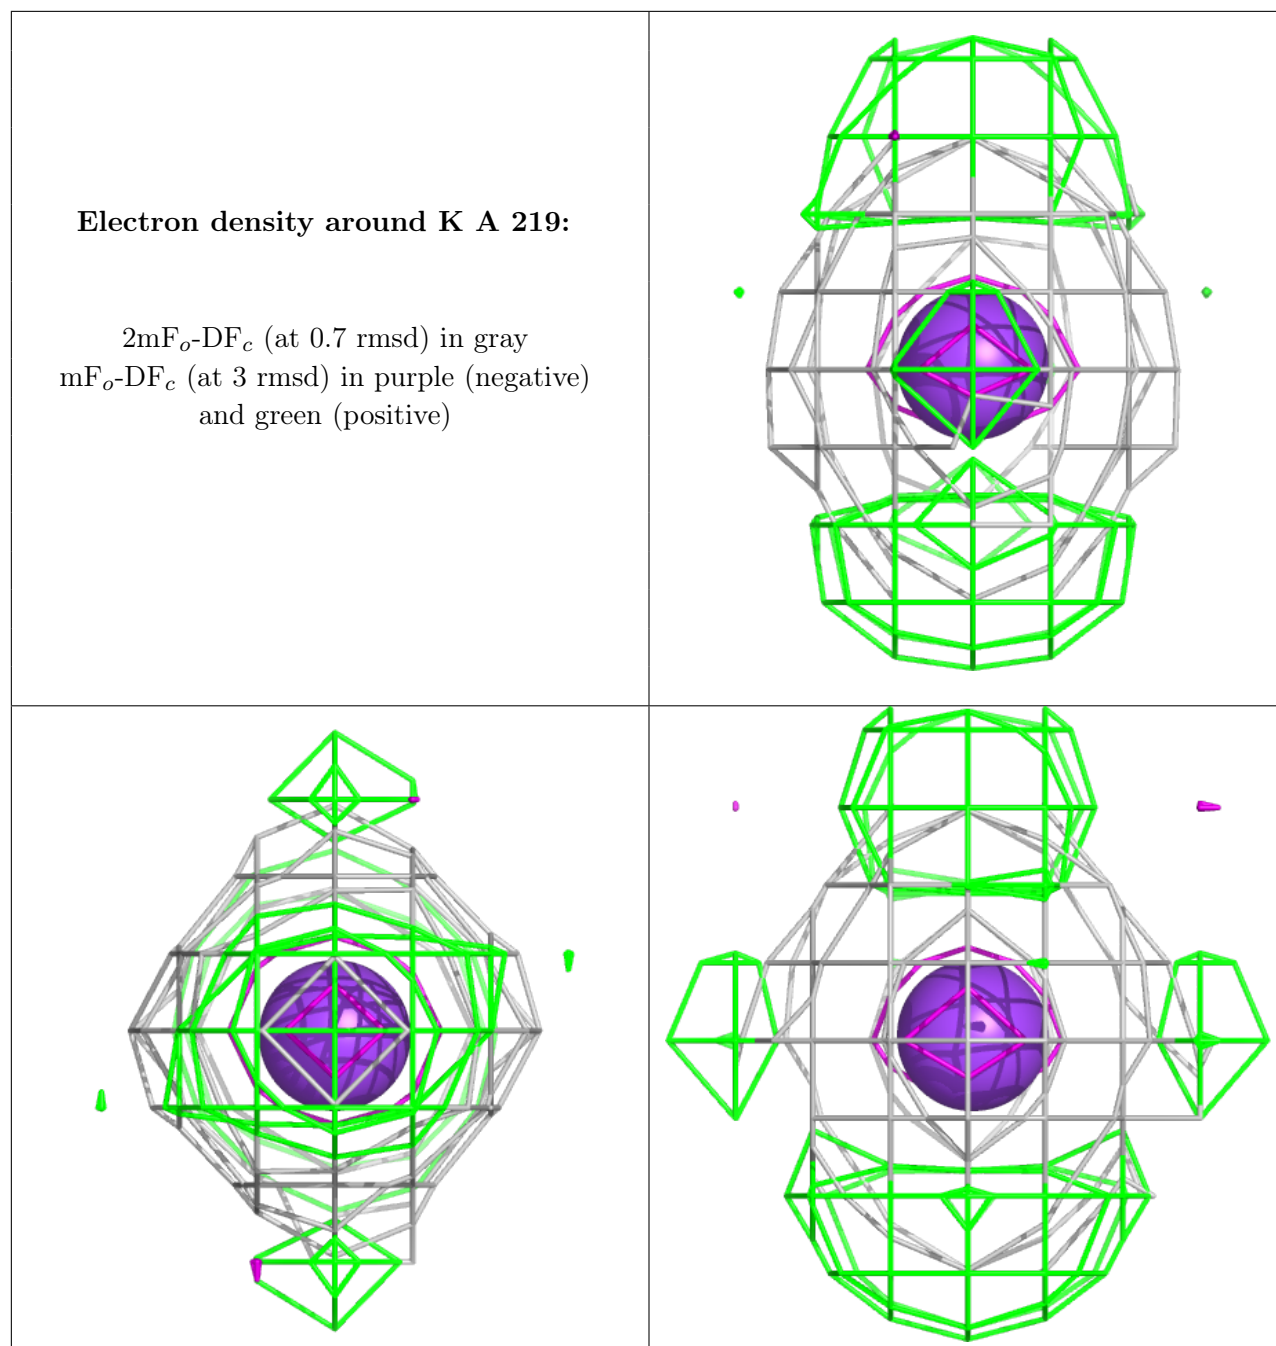 Electron density around K A 219:
2mFo-DFc (at 0.7 rmsd) in gray
mFo-DFc (at 3 rmsd) in purple (negative)
and green (positive)